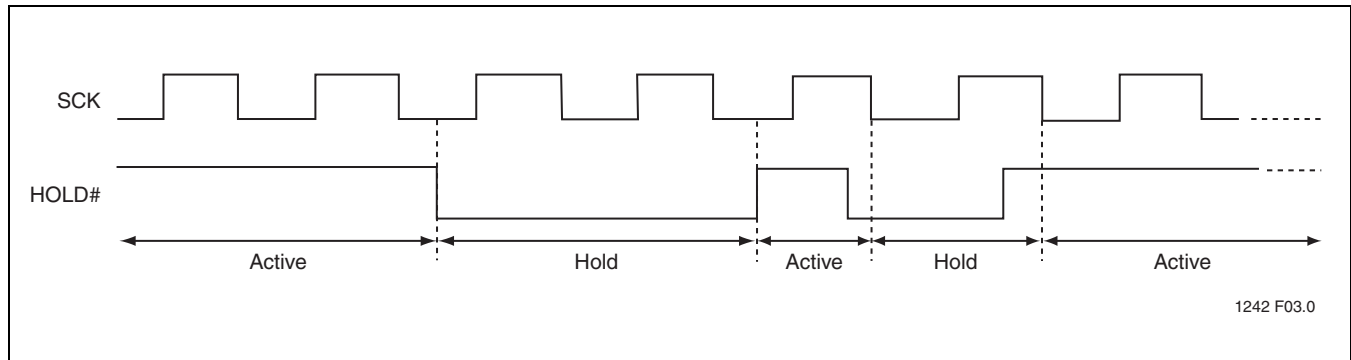 SCK
HOLD#
Active Hold Active Hold Active
1242 F03.0